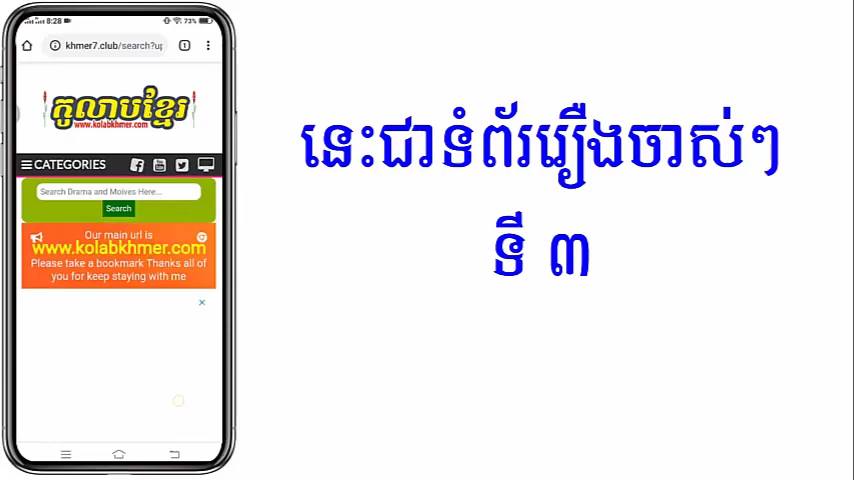 8:28
73%
khmer7.club/search?up
1
កូលាបខ្មែរ
www.kolabkhmer.com
CATEGORIES
Search Drama and Moives Here...
Search
Our main url is
www.kolabkhmer.com
Please take a bookmark Thanks all of
you for keep staying with me
នេះជាទំព័ររឿងចាស់ៗ
ទី ៣